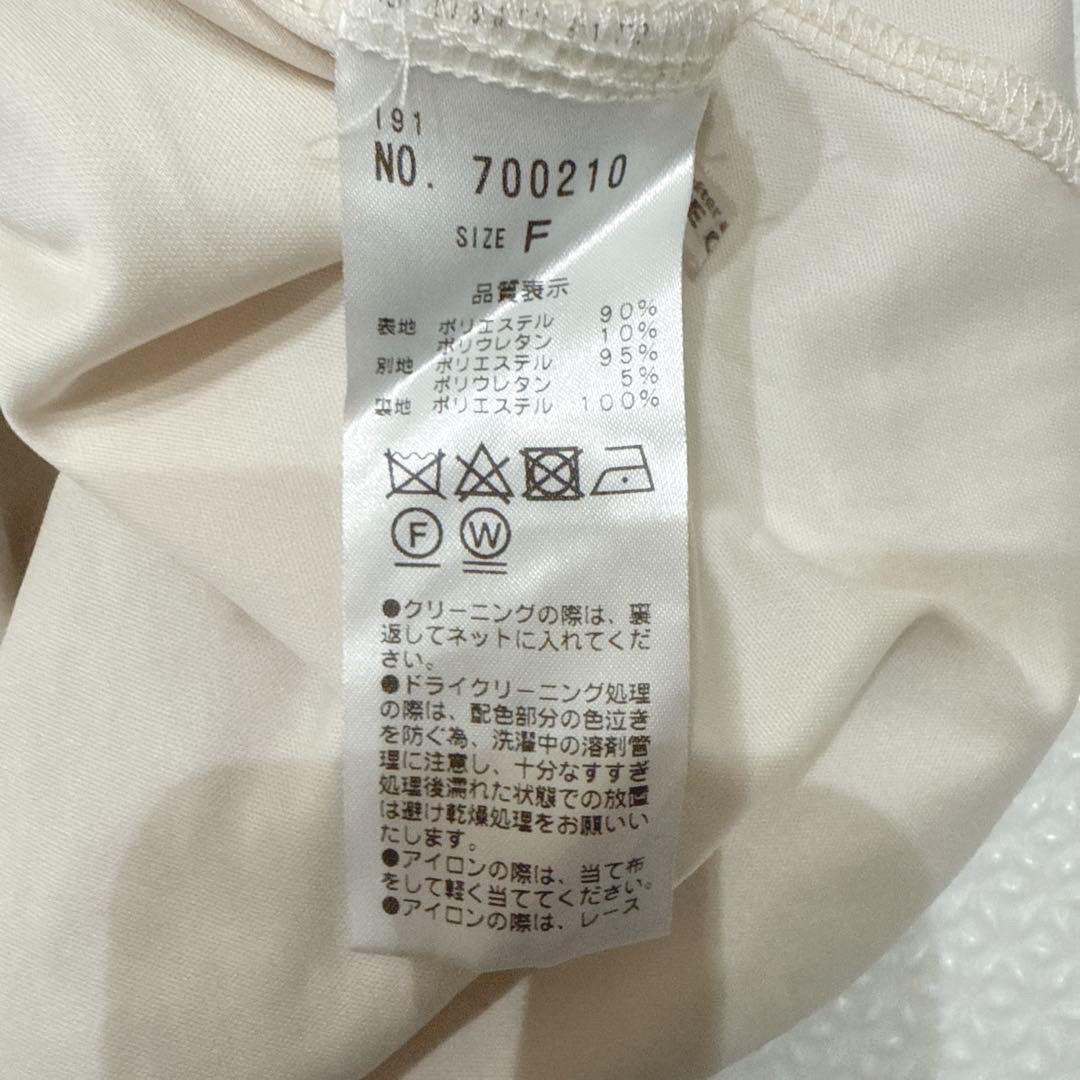 191
NO. 700210
SIZE F
品質表示
表地 ポリエステル 90%
ポリウレタン 10%
別地 ポリエステル 95%
ポリウレタン 5%
裏地 ポリエステル 100%
F W
●クリーニングの際は、裏
返してネットに入れてくだ
さい。
●ドライクリーニング処理
の際は、配色部分の色泣き
を防ぐ為、洗濯中の溶剤管
理に注意し、十分なすすぎ
処理後濡れた状態での放置
は避け乾燥処理をお願いい
たします。
●アイロンの際は、当て布
をして軽く当ててください。
●アイロンの際は、レース